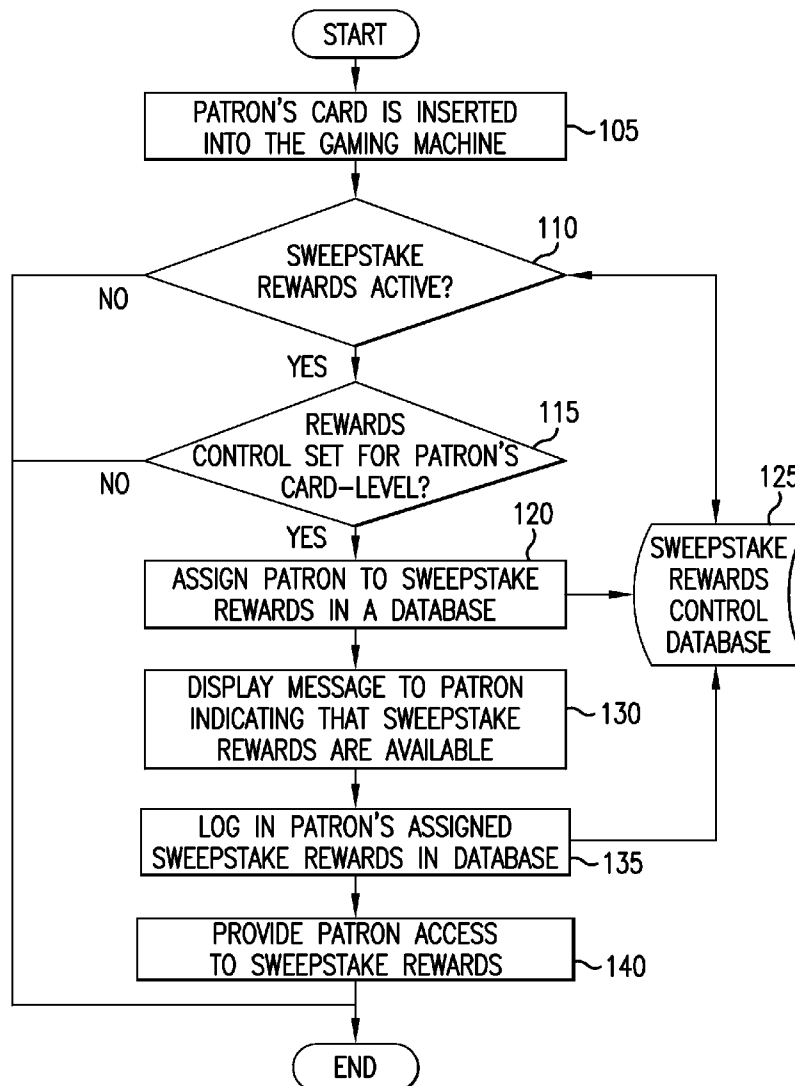 START
PATRON'S CARD IS INSERTED
INTO THE GAMING MACHINE
105
110
SWEEPSTAKE
REWARDS ACTIVE?
NO
YES
115
REWARDS
CONTROL SET FOR PATRON'S
CARD-LEVEL?
NO
YES
120
ASSIGN PATRON TO SWEEPSTAKE
REWARDS IN A DATABASE
125
SWEEPSTAKE
REWARDS
CONTROL
DATABASE
DISPLAY MESSAGE TO PATRON
INDICATING THAT SWEEPSTAKE
REWARDS ARE AVAILABLE
130
LOG IN PATRON'S ASSIGNED
SWEEPSTAKE REWARDS IN DATABASE
135
PROVIDE PATRON ACCESS
TO SWEEPSTAKE REWARDS
140
END